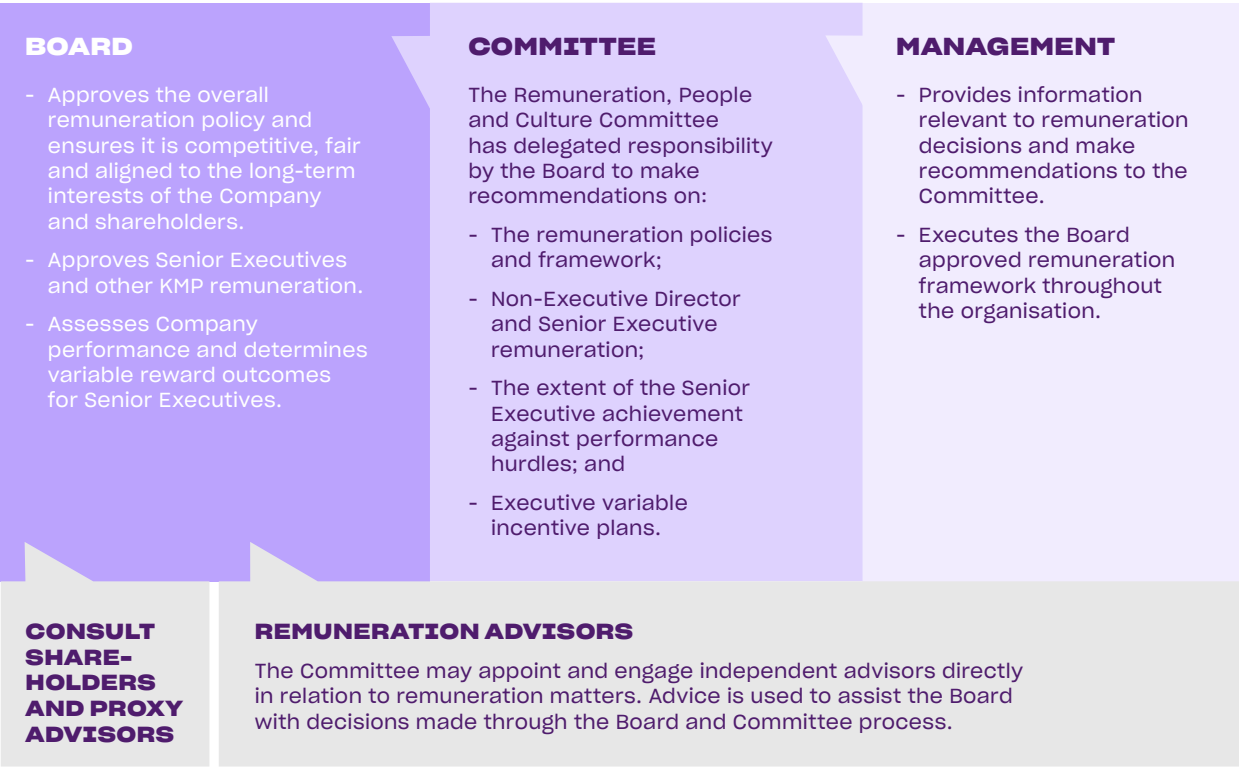 BOARD
- Approves the overall
remuneration policy and
ensures it is competitive, fair
and aligned to the long-term
interests of the Company
and shareholders.
- Approves Senior Executives
and other KMP remuneration.
- Assesses Company
performance and determines
variable reward outcomes
for Senior Executives.
COMMITTEE
The Remuneration, People
and Culture Committee
has delegated responsibility
by the Board to make
recommendations on:
- The remuneration policies
and framework;
- Non-Executive Director
and Senior Executive
remuneration;
- The extent of the Senior
Executive achievement
against performance
hurdles; and
- Executive variable
incentive plans.
MANAGEMENT
- Provides information
relevant to remuneration
decisions and make
recommendations to the
Committee.
- Executes the Board
approved remuneration
framework throughout
the organisation.
CONSULT
SHARE-
HOLDERS
AND PROXY
ADVISORS
REMUNERATION ADVISORS
The Committee may appoint and engage independent advisors directly
in relation to remuneration matters. Advice is used to assist the Board
with decisions made through the Board and Committee process.